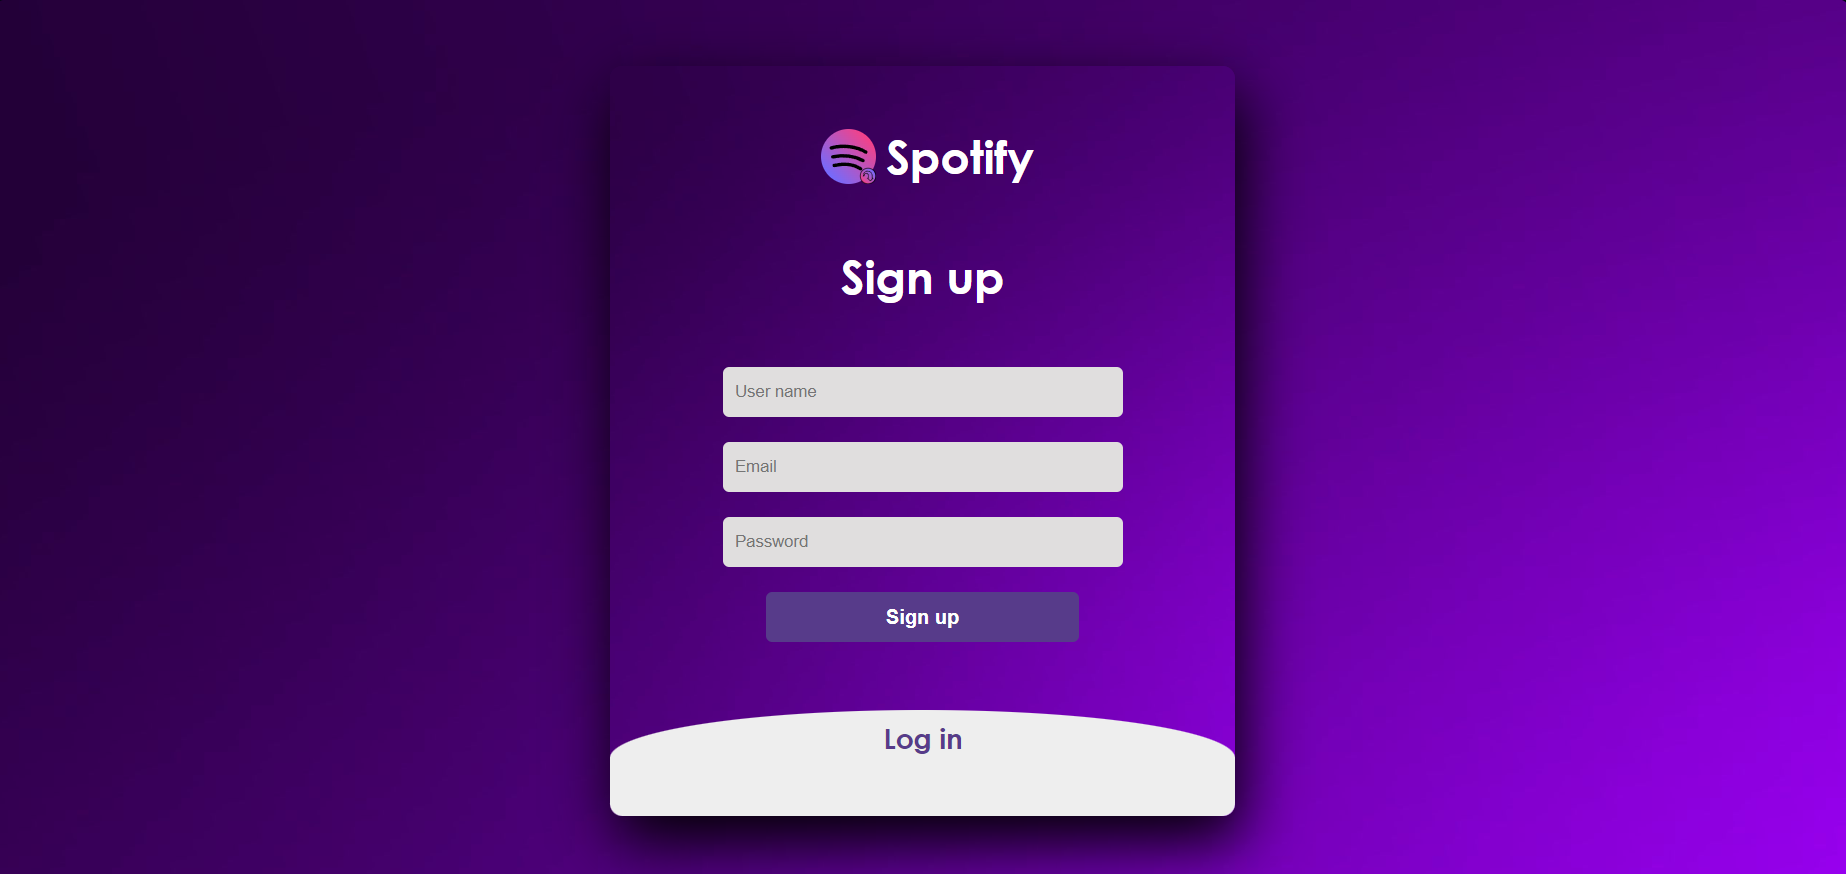 Spotify
Sign up
User name
Email
Password
Sign up
Log in